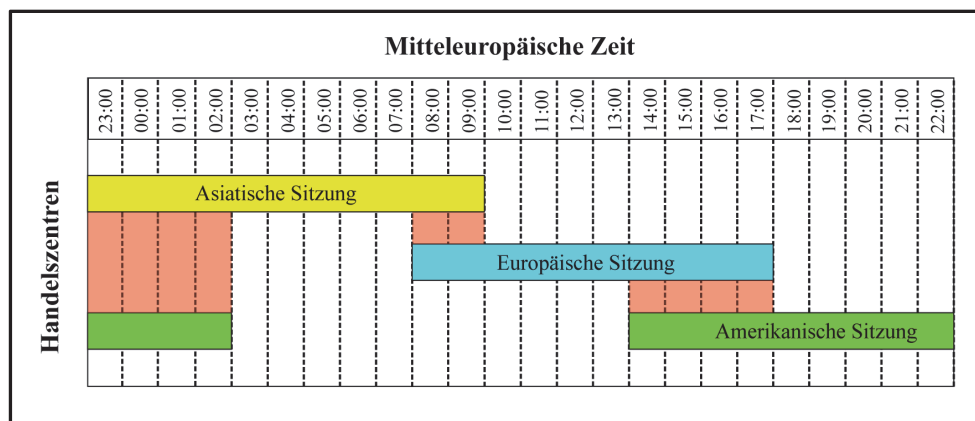 Mitteleuropäische Zeit
23:00 00:00 01:00 02:00 03:00 04:00 05:00 06:00 07:00 08:00 09:00 10:00 11:00 12:00 13:00 14:00 15:00 16:00 17:00 18:00 19:00 20:00 21:00 22:00
Handelszentren
Asiatische Sitzung
Europäische Sitzung
Amerikanische Sitzung